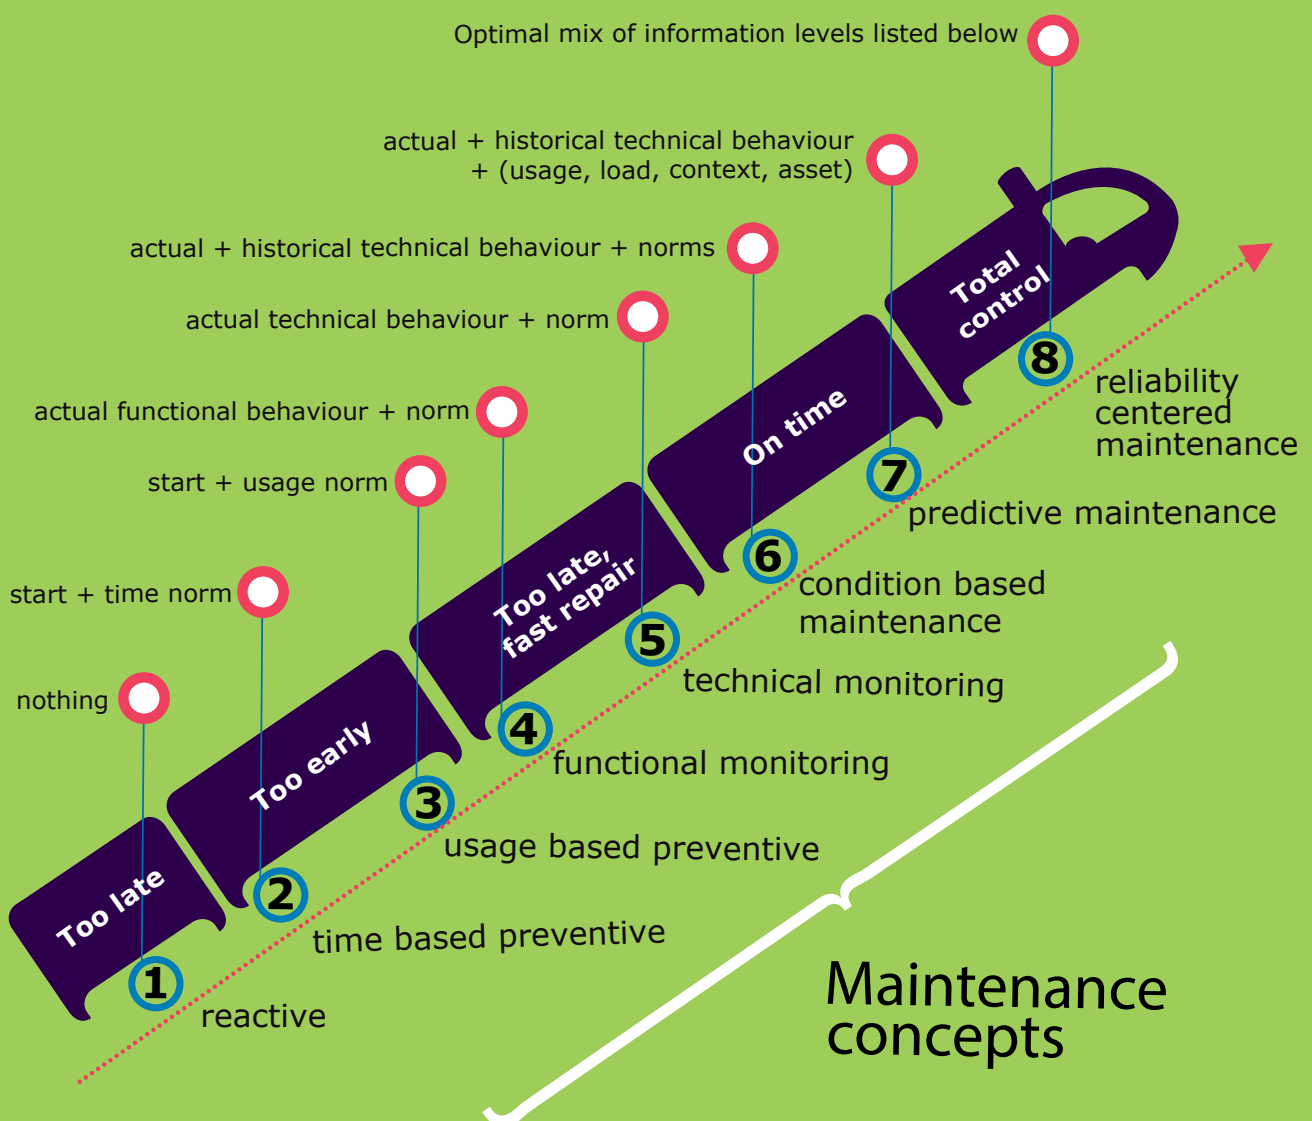 Optimal mix of information levels listed below
actual + historical technical behaviour
+ (usage, load, context, asset)
actual + historical technical behaviour + norms
actual technical behaviour + norm
actual functional behaviour + norm
start + usage norm
start + time norm
nothing
Total
control
On time
Too late,
fast repair
Too early
Too late
8
reliability
centered
maintenance
7
predictive maintenance
6
condition based
maintenance
5
technical monitoring
4
functional monitoring
3
usage based preventive
2
time based preventive
1
reactive
Maintenance
concepts